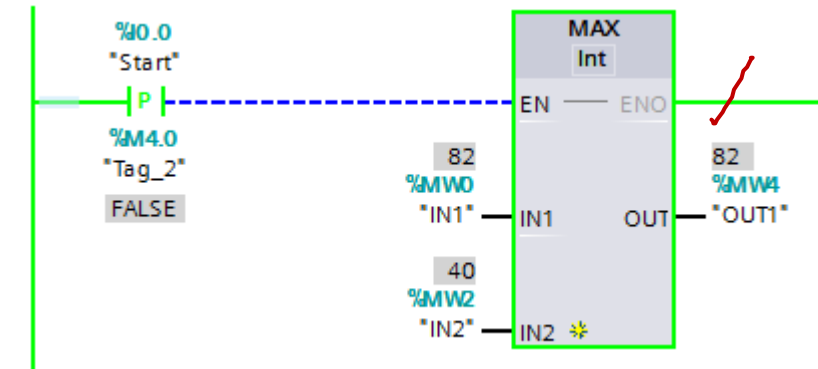 %I0.0
"Start"
P
%M4.0
"Tag_2"
FALSE
MAX
Int
EN
ENO
82
%MW0
"IN1"
IN1
OUT
82
%MW4
"OUT1"
40
%MW2
"IN2"
IN2